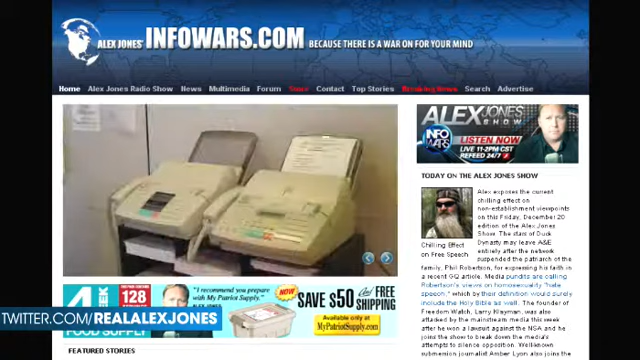 ALEX JONES' INFOWARS.COM BECAUSE THERE IS A WAR ON FOR YOUR MIND
Home Alex Jones Radio Show News Multimedia Forum Store Contact Top Stories Breaking News Search Advertise
ALEX JONES
SHOW
INFO
WARS
LISTEN NOW
LIVE 11-2PM CST
REFEED 24/7
TODAY ON THE ALEX JONES SHOW
Chilling Effect
on Free Speech
Alex exposes the current
chilling effect on
non-establishment viewpoints
on this Friday, December 20
edition of the Alex
Jones Show. The stars of Duck
Dynasty may leave A&E
entirely after the network
suspended the patriarch of the
family, Phil Robertson, for expressing his faith in
a recent GQ article. Media pundits are calling
Robertson's views on homosexuality "hate
speech," which by their definition would surely
include the Holy Bible as well. The founder of
Freedom Watch, Larry Klayman, was also
attacked by the mainstream media this week
after he won a lawsuit against the NSA and he
joins the show to break down the media's
attempts to silence opposition. Well-known
submenion journalist Amber Lyon also joins the
4
128
"I recommend you prepare
with My Patriot Supply."
NOW
SAVE $50 and FREE
SHIPPING
Available only at
MyPatriotSupply.com
FOOD SUPPLY
TWITTER.COM/REALALEXJONES
FEATURED STORIES